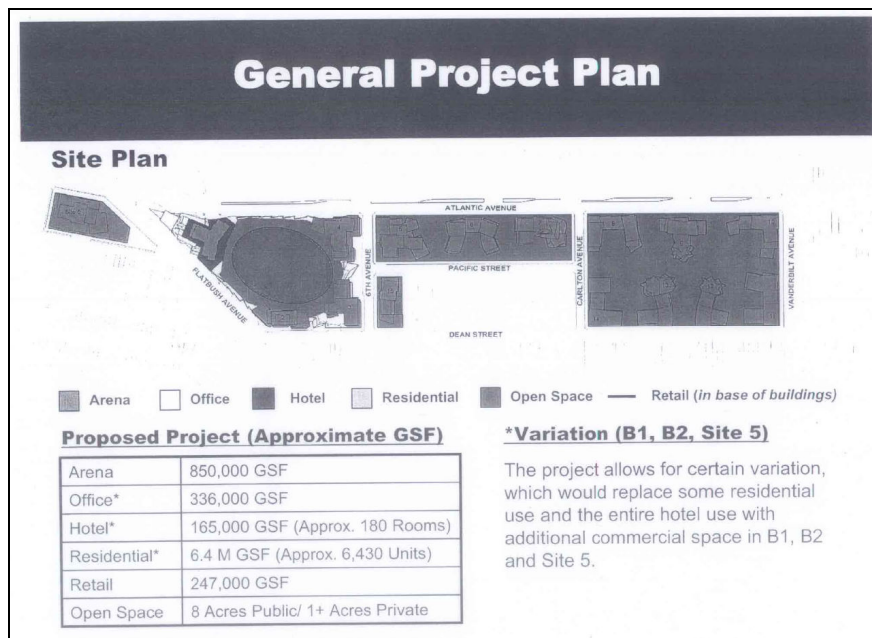 General Project Plan
Site Plan
ATLANTIC AVENUE
FLATBUSH AVENUE
6TH AVENUE
PACIFIC STREET
CARLTON AVENUE
VANDERBILT AVENUE
DEAN STREET
Arena Office Hotel Residential Open Space Retail (in base of buildings)
Proposed Project (Approximate GSF)
Arena 850,000 GSF
Office* 336,000 GSF
Hotel* 165,000 GSF (Approx. 180 Rooms)
Residential* 6.4 M GSF (Approx. 6,430 Units)
Retail 247,000 GSF
Open Space 8 Acres Public/ 1+ Acres Private
*Variation (B1, B2, Site 5)
The project allows for certain variation,
which would replace some residential
use and the entire hotel use with
additional commercial space in B1, B2
and Site 5.